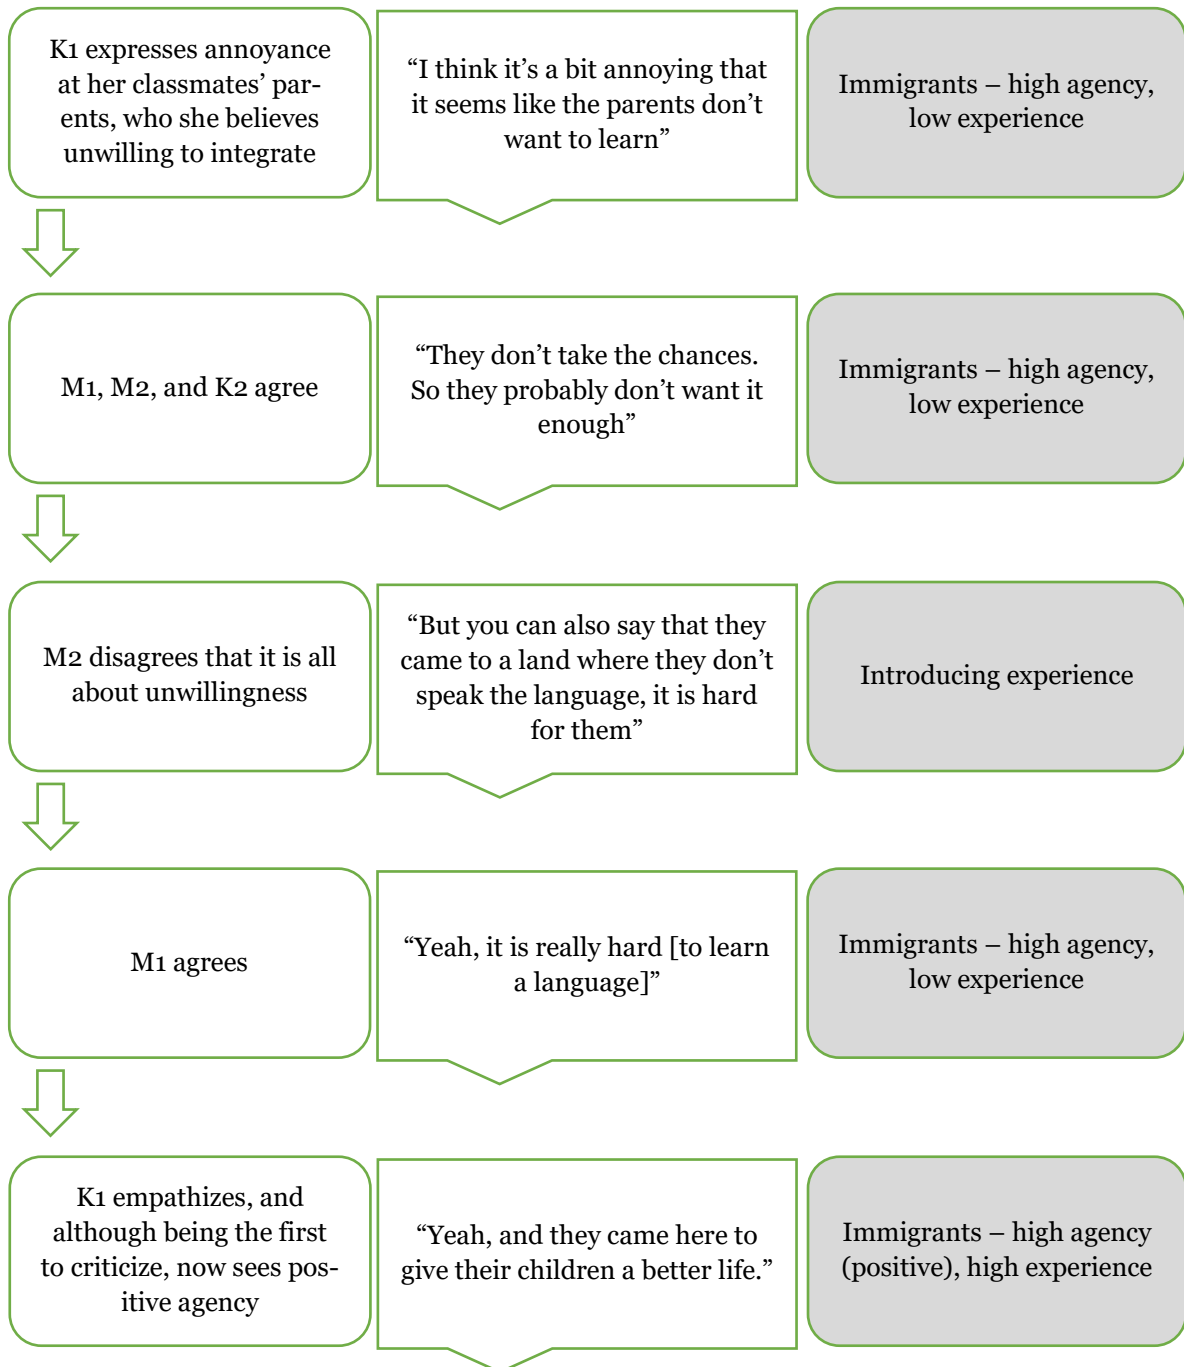 K1 expresses annoyance
at her classmates’ par-
ents, who she believes
unwilling to integrate
“I think it’s a bit annoying that
it seems like the parents don’t
want to learn”
Immigrants – high agency,
low experience
M1, M2, and K2 agree
“They don’t take the chances.
So they probably don’t want it
enough”
Immigrants – high agency,
low experience
M2 disagrees that it is all
about unwillingness
“But you can also say that they
came to a land where they don’t
speak the language, it is hard
for them”
Introducing experience
M1 agrees
“Yeah, it is really hard [to learn
a language]”
Immigrants – high agency,
low experience
K1 empathizes, and
although being the first
to criticize, now sees pos-
itive agency
“Yeah, and they came here to
give their children a better life.”
Immigrants – high agency
(positive), high experience